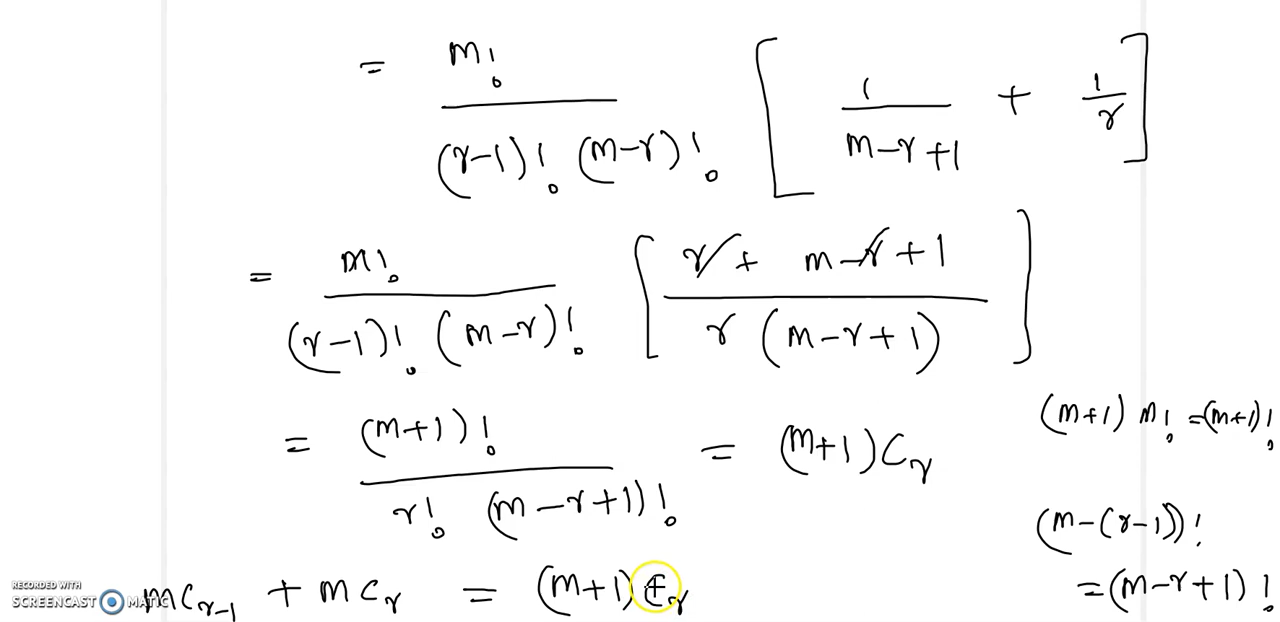 = m! / (r-1)! (m-r)! [ 1 / m-r+1 + 1/r ]
= m! / (r-1)! (m-r)! [ r + m-r+1 / r (m-r+1) ]
= (m+1)! / r! (m-r+1)! = (m+1)Cr
(m+1) m! = (m+1)!
(m-(r-1))!
= (m-r+1)!
mCr-1 + mCr = (m+1)Cr
RECORDED WITH
SCREENCAST MATIC